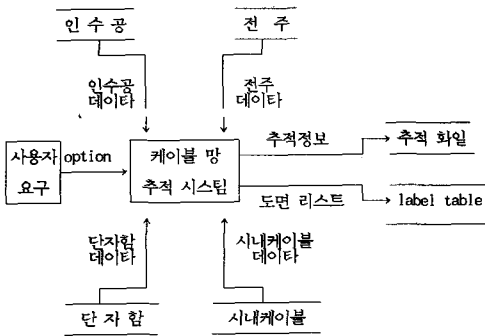 인 수 공
전 주
인수공
데이타
전주
데이타
사용자
요구
option
케이블 망
추적 시스팀
추적정보
추적 화일
도면 리스트
label table
단자함
데이타
시내케이블
데이타
단 자 함
시내케이블